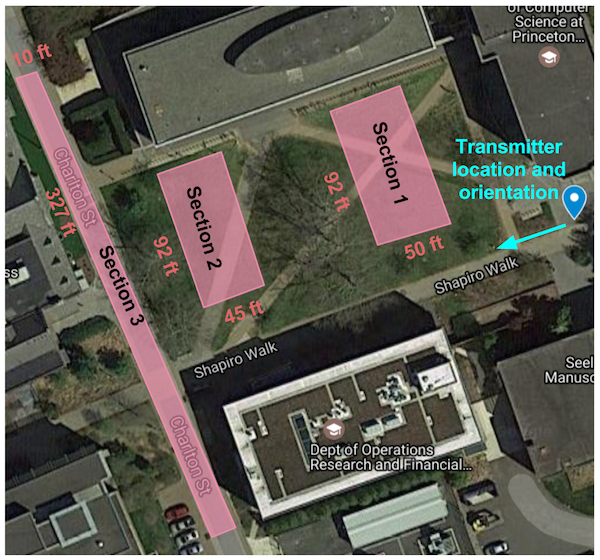 of Computer
Science at
Princeton...
10 ft
Charlton St
327 ft
Section 3
Section 2
92 ft
45 ft
Section 1
92 ft
50 ft
Transmitter
location and
orientation
Shapiro Walk
Shapiro Walk
ss
Charlton St
Dept of Operations
Research and Financial...
Seel
Manusc